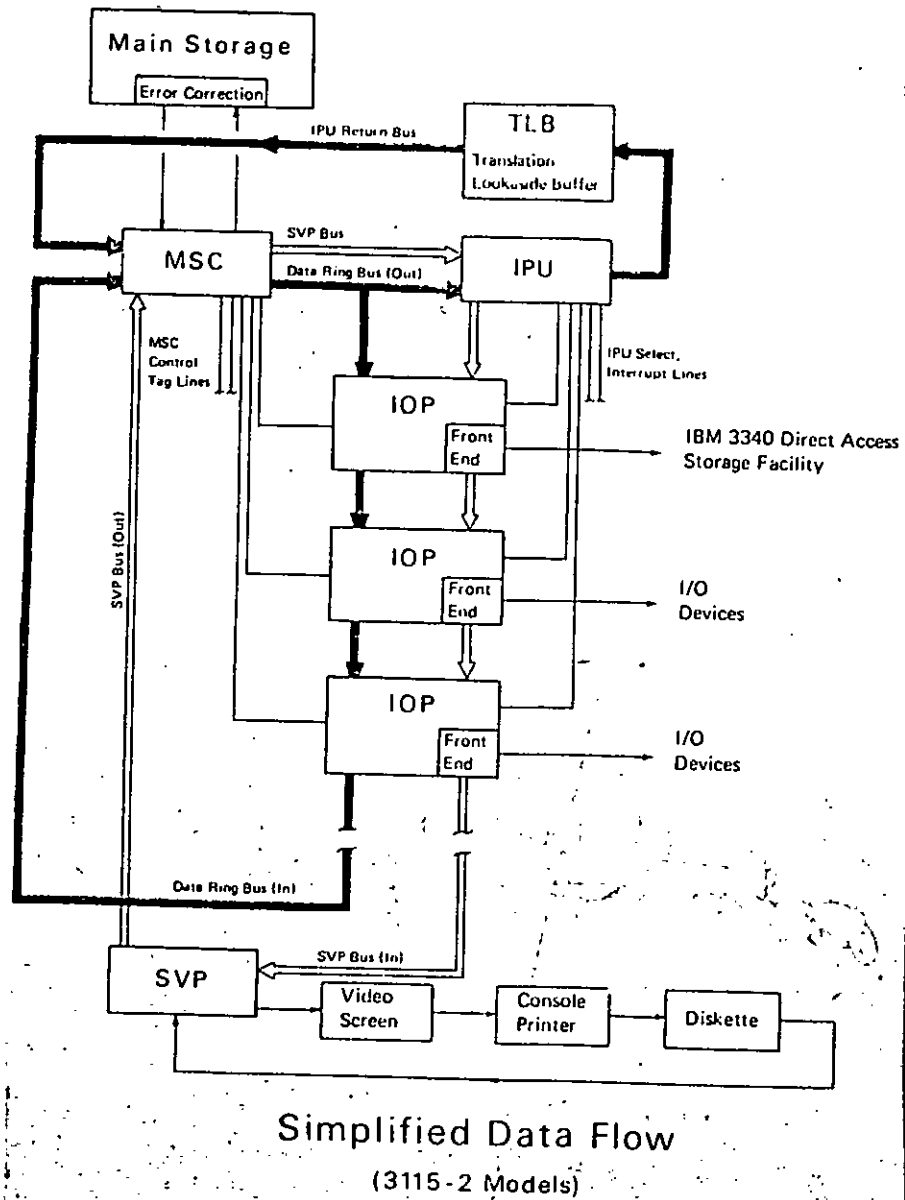 Main Storage
Error Correction
TLB
Translation
Lookaside Buffer
IPU Return Bus
SVP Bus
MSC
IPU
Data Ring Bus (Out)
MSC
Control
Tag Lines
IPU Select,
Interrupt Lines
IOP
Front
End
IBM 3340 Direct Access
Storage Facility
SVP Bus (Out)
IOP
Front
End
I/O
Devices
IOP
Front
End
I/O
Devices
Data Ring Bus (In)
SVP Bus (In)
SVP
Video
Screen
Console
Printer
Diskette
Simplified Data Flow
(3115-2 Models)